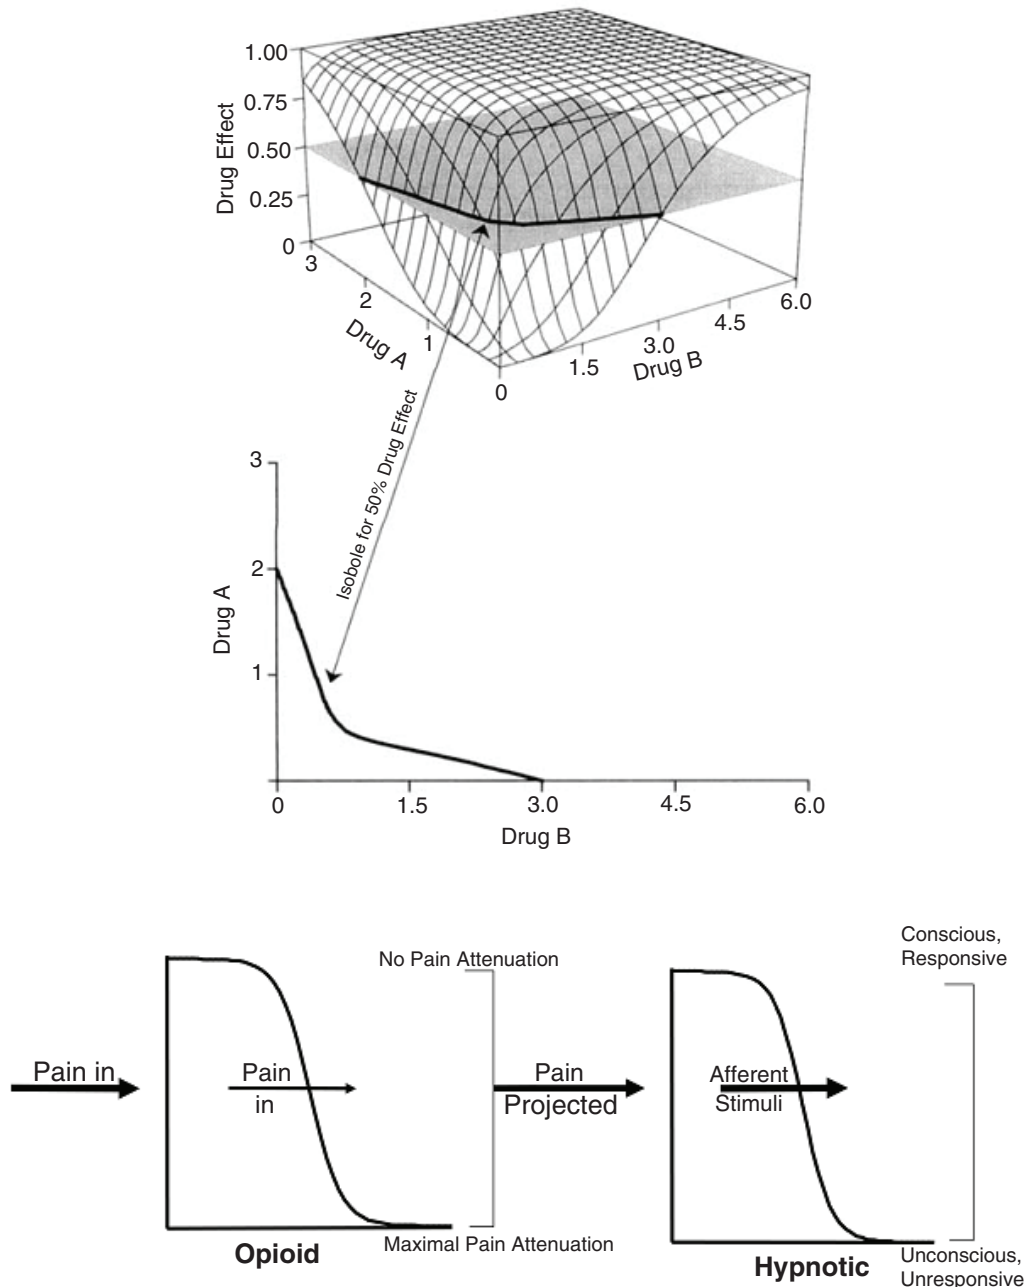 1.00
0.75
0.50
0.25
0
Drug Effect
3
2
1
Drug A
0
1.5
3.0
4.5
6.0
Drug B
Isobole for 50% Drug Effect
3
2
1
Drug A
0
1.5
3.0
4.5
6.0
Drug B
Pain in
Pain
in
No Pain Attenuation
Maximal Pain Attenuation
Opioid
Pain
Projected
Afferent
Stimuli
Conscious,
Responsive
Unconscious,
Unresponsive
Hypnotic